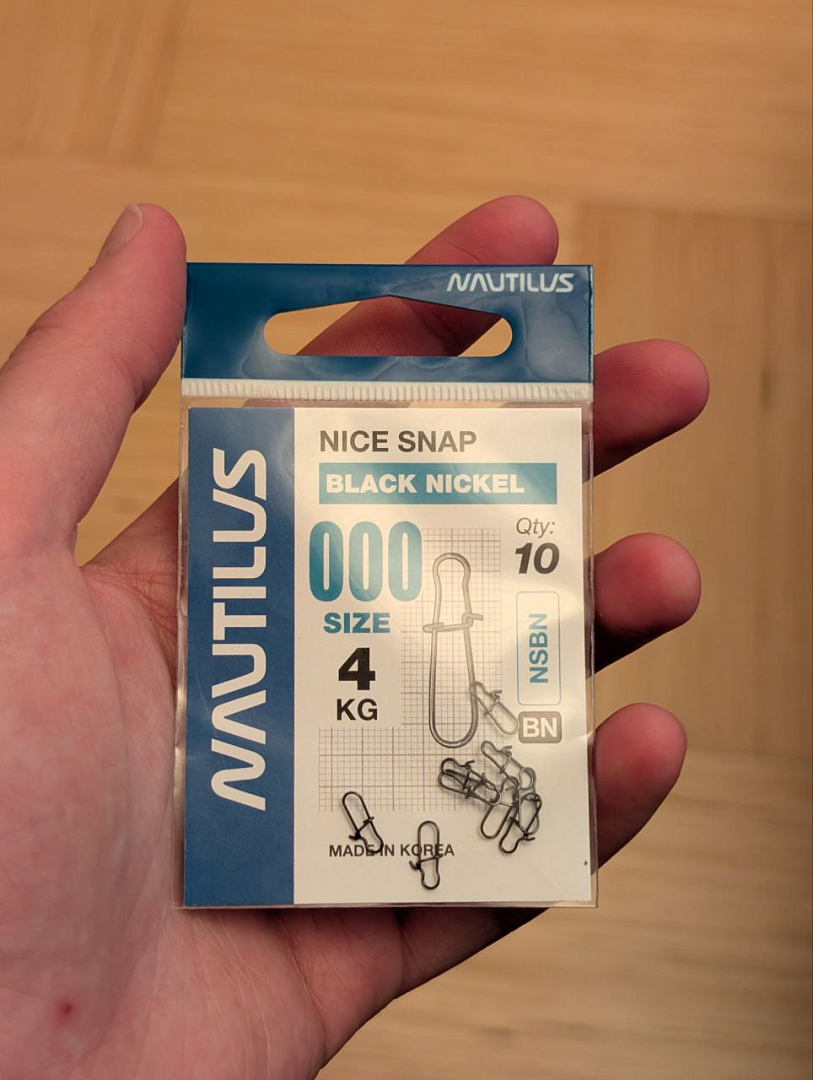 NAUTILUS
NAUTILUS
NICE SNAP
BLACK NICKEL
000
SIZE
4
KG
Qty:
10
NSBN
BN
MADE IN KOREA